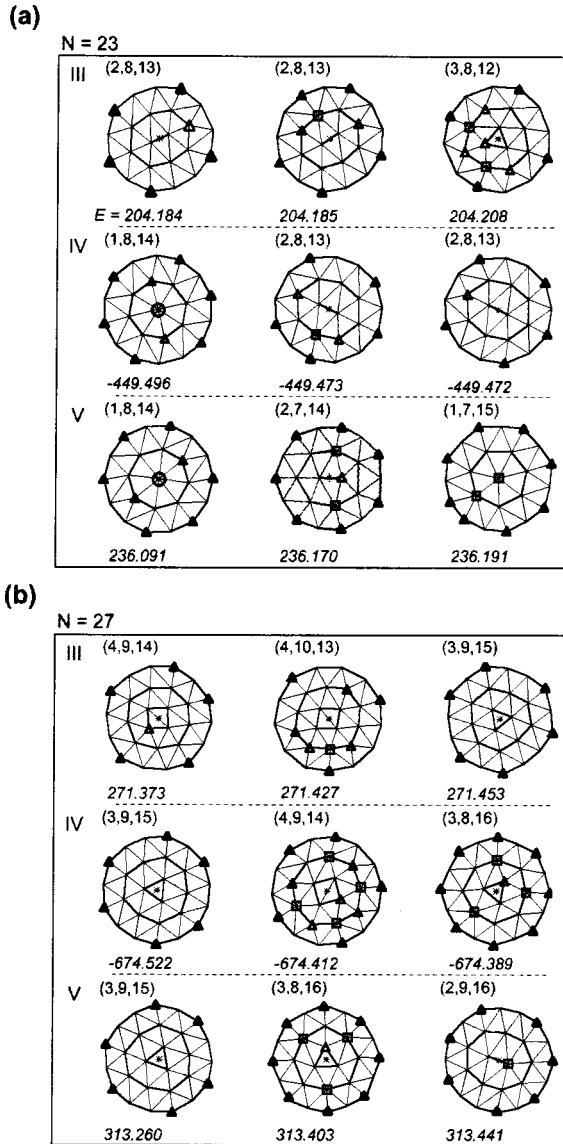 (a)
N = 23
III
(2,8,13) (2,8,13) (3,8,12)
E = 204.184 204.185 204.208
IV
(1,8,14) (2,8,13) (2,8,13)
-449.496 -449.473 -449.472
V
(1,8,14) (2,7,14) (1,7,15)
236.091 236.170 236.191
(b)
N = 27
III
(4,9,14) (4,10,13) (3,9,15)
271.373 271.427 271.453
IV
(3,9,15) (4,9,14) (3,8,16)
-674.522 -674.412 -674.389
V
(3,9,15) (3,8,16) (2,9,16)
313.260 313.403 313.441